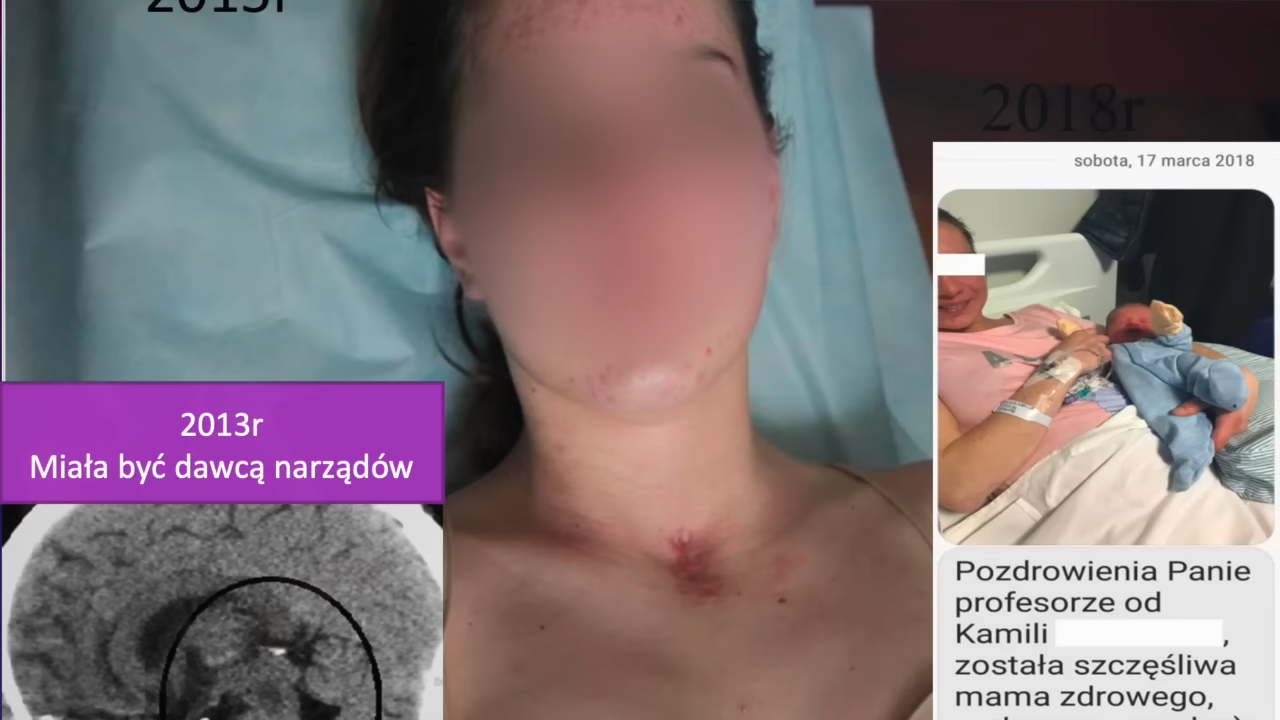 2013r
2018r
sobota, 17 marca 2018
2013r
Miała być dawcą narządów
Pozdrowienia Panie
profesorze od
Kamili ,
została szczęśliwa
mama zdrowego,